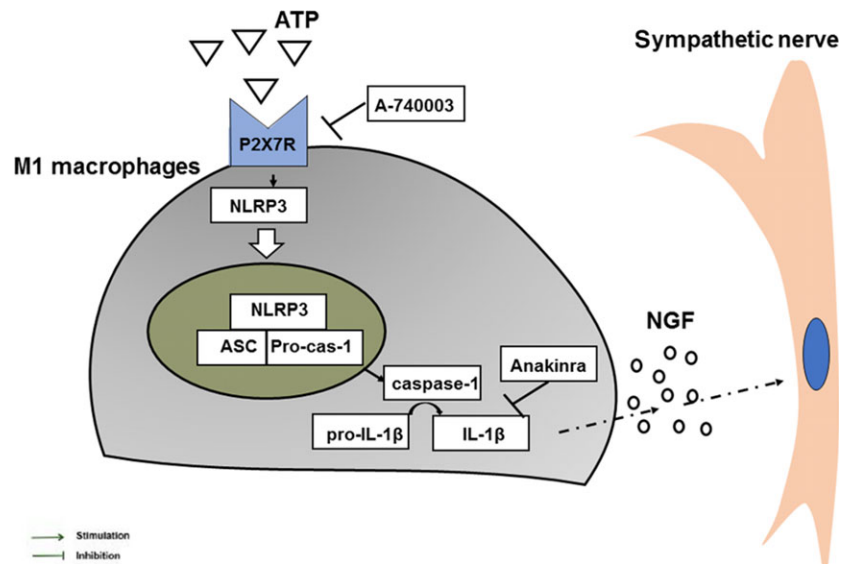 ATP
Sympathetic nerve
A-740003
P2X7R
M1 macrophages
NLRP3
NLRP3
ASC
Pro-cas-1
NGF
Anakinra
caspase-1
pro-IL-1β
IL-1β
Stimulation
Inhibition